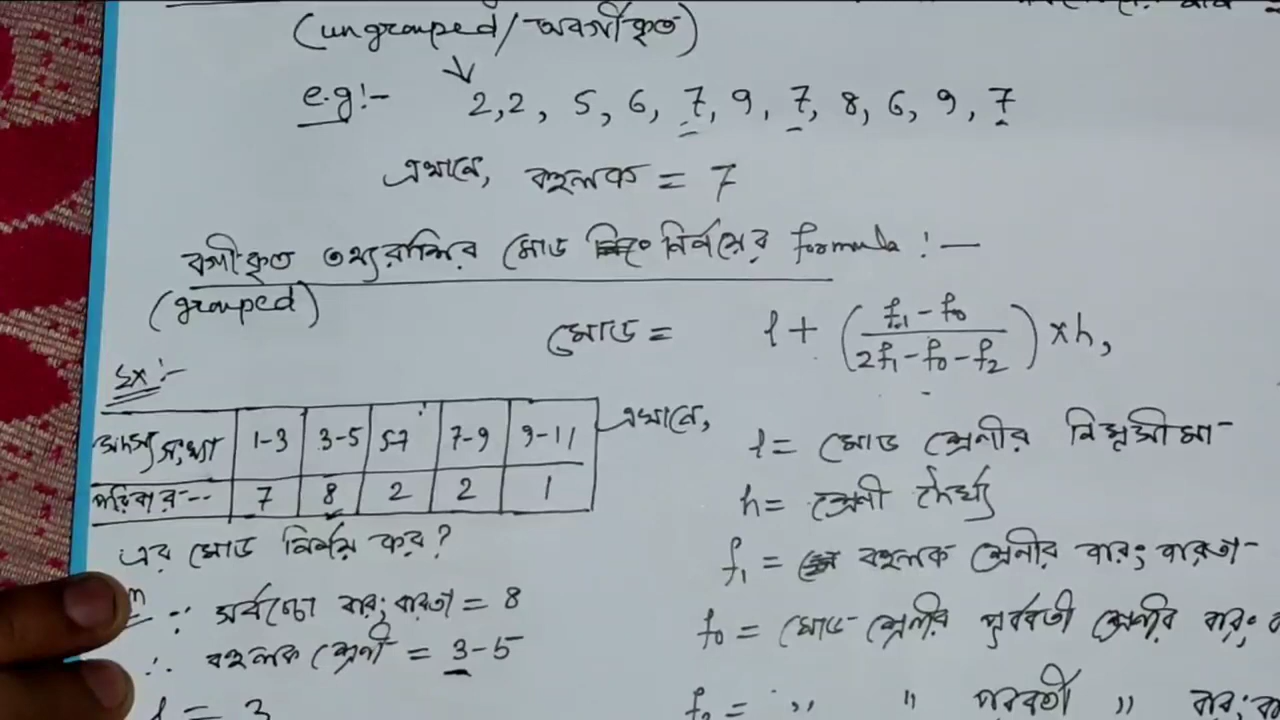 (ungrouped/অবর্গীকৃত)
e.g:- 2,2, 5, 6, 7, 9, 7, 8, 6, 9, 7
এখানে, বহুলক = 7
বর্গীকৃত তথ্যরাশির মোড নির্ণয়ের formula :—
(grouped)
মোড = l + (f₁ - f₀ / 2f₁ - f₀ - f₂) × h,
Ex:-
সদস্য সংখ্যা 1-3 3-5 5-7 7-9 9-11
পরিবার--- 7 8 2 2 1
এর মোড নির্ণয় কর?
∵ সর্বোচ্চ বারংবারতা = 8
∴ বহুলক শ্রেণী = 3-5
l = 3
এখানে,
l = মোড শ্রেণীর নিম্নসীমা
h = শ্রেণী দৈর্ঘ্য
f₁ = বহুলক শ্রেণীর বারংবারতা
f₀ = মোড শ্রেণীর পূর্ববর্তী শ্রেণীর বারং
f₂ = ,, " পরবর্তী " বারংবা